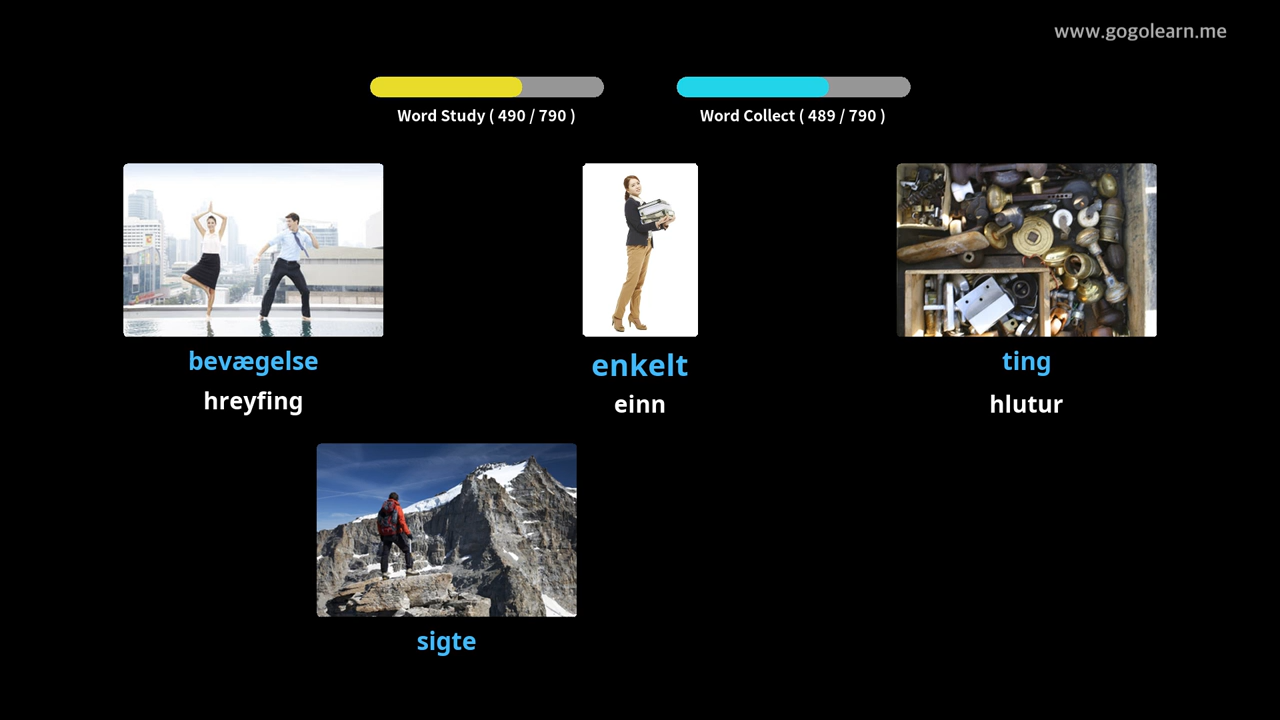 www.gogolearn.me
Word Study ( 490 / 790 )
Word Collect ( 489 / 790 )
bevægelse
hreyfing
enkelt
einn
ting
hlutur
sigte